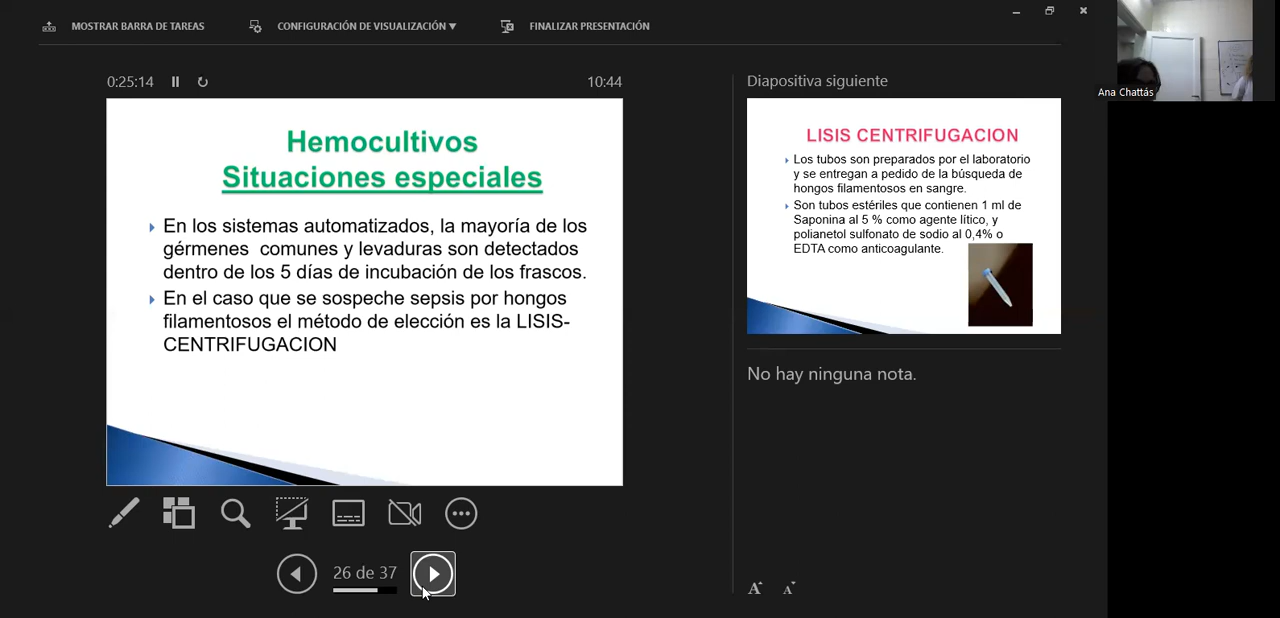 MOSTRAR BARRA DE TAREAS
CONFIGURACIÓN DE VISUALIZACIÓN ▼
FINALIZAR PRESENTACIÓN
Ana Chattás
0:25:14
10:44
Hemocultivos
Situaciones especiales
En los sistemas automatizados, la mayoría de los
gérmenes comunes y levaduras son detectados
dentro de los 5 días de incubación de los frascos.
En el caso que se sospeche sepsis por hongos
filamentosos el método de elección es la LISIS-
CENTRIFUGACION
26 de 37
Diapositiva siguiente
LISIS CENTRIFUGACION
Los tubos son preparados por el laboratorio
y se entregan a pedido de la búsqueda de
hongos filamentosos en sangre.
Son tubos estériles que contienen 1 ml de
Saponina al 5 % como agente lítico, y
polianetol sulfonato de sodio al 0,4% o
EDTA como anticoagulante.
No hay ninguna nota.
A A